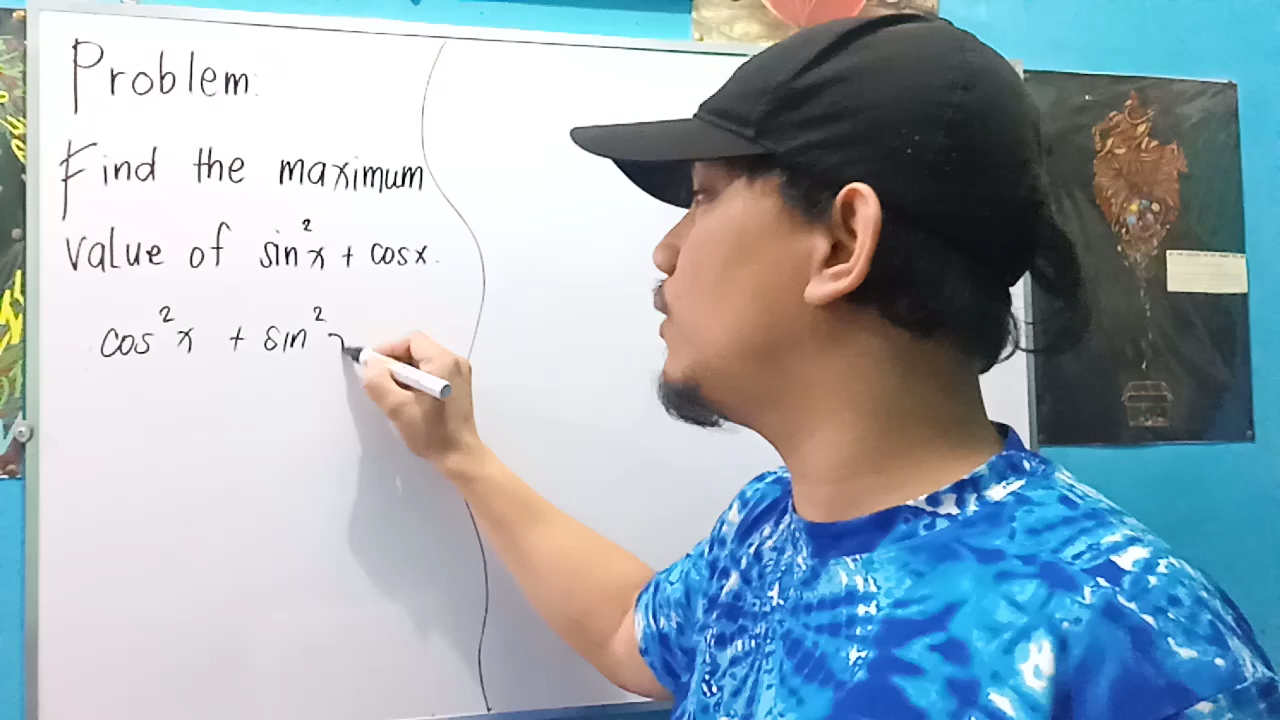 Problem:
Find the maximum
value of sin²x + cos x.
cos²x + sin²